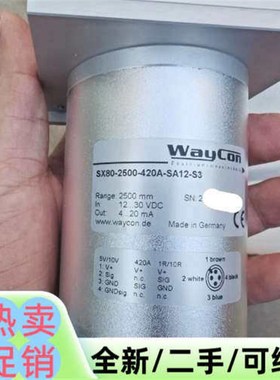 WayCon
SX80-2500-420A-SA12-S3
Range: 2500 mm
In: 12...30 VDC
Out: 4...20 mA
www.waycon.de
SN: 2
Made in Germany
5V/10V 420A 1R/10R
1 V+ V+ V+
2 SIG n.c. SIG
3 GND SIG GND
4 GNDsig n.c. n.c.
1 brown
2 white
4 black
3 blue
热卖
促销
全新/二手/可